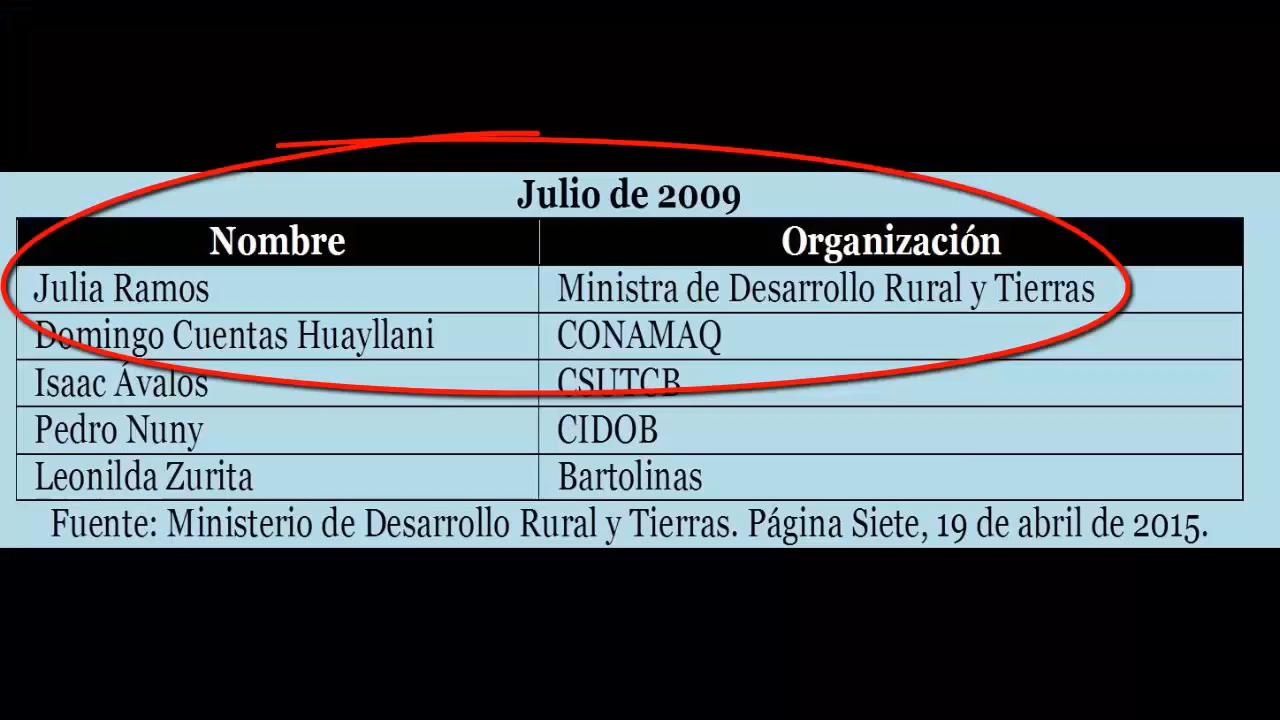 Julio de 2009
Nombre Organización
Julia Ramos Ministra de Desarrollo Rural y Tierras
Domingo Cuentas Huayllani CONAMAQ
Isaac Ávalos CSUTCB
Pedro Nuny CIDOB
Leonilda Zurita Bartolinas
Fuente: Ministerio de Desarrollo Rural y Tierras. Página Siete, 19 de abril de 2015.